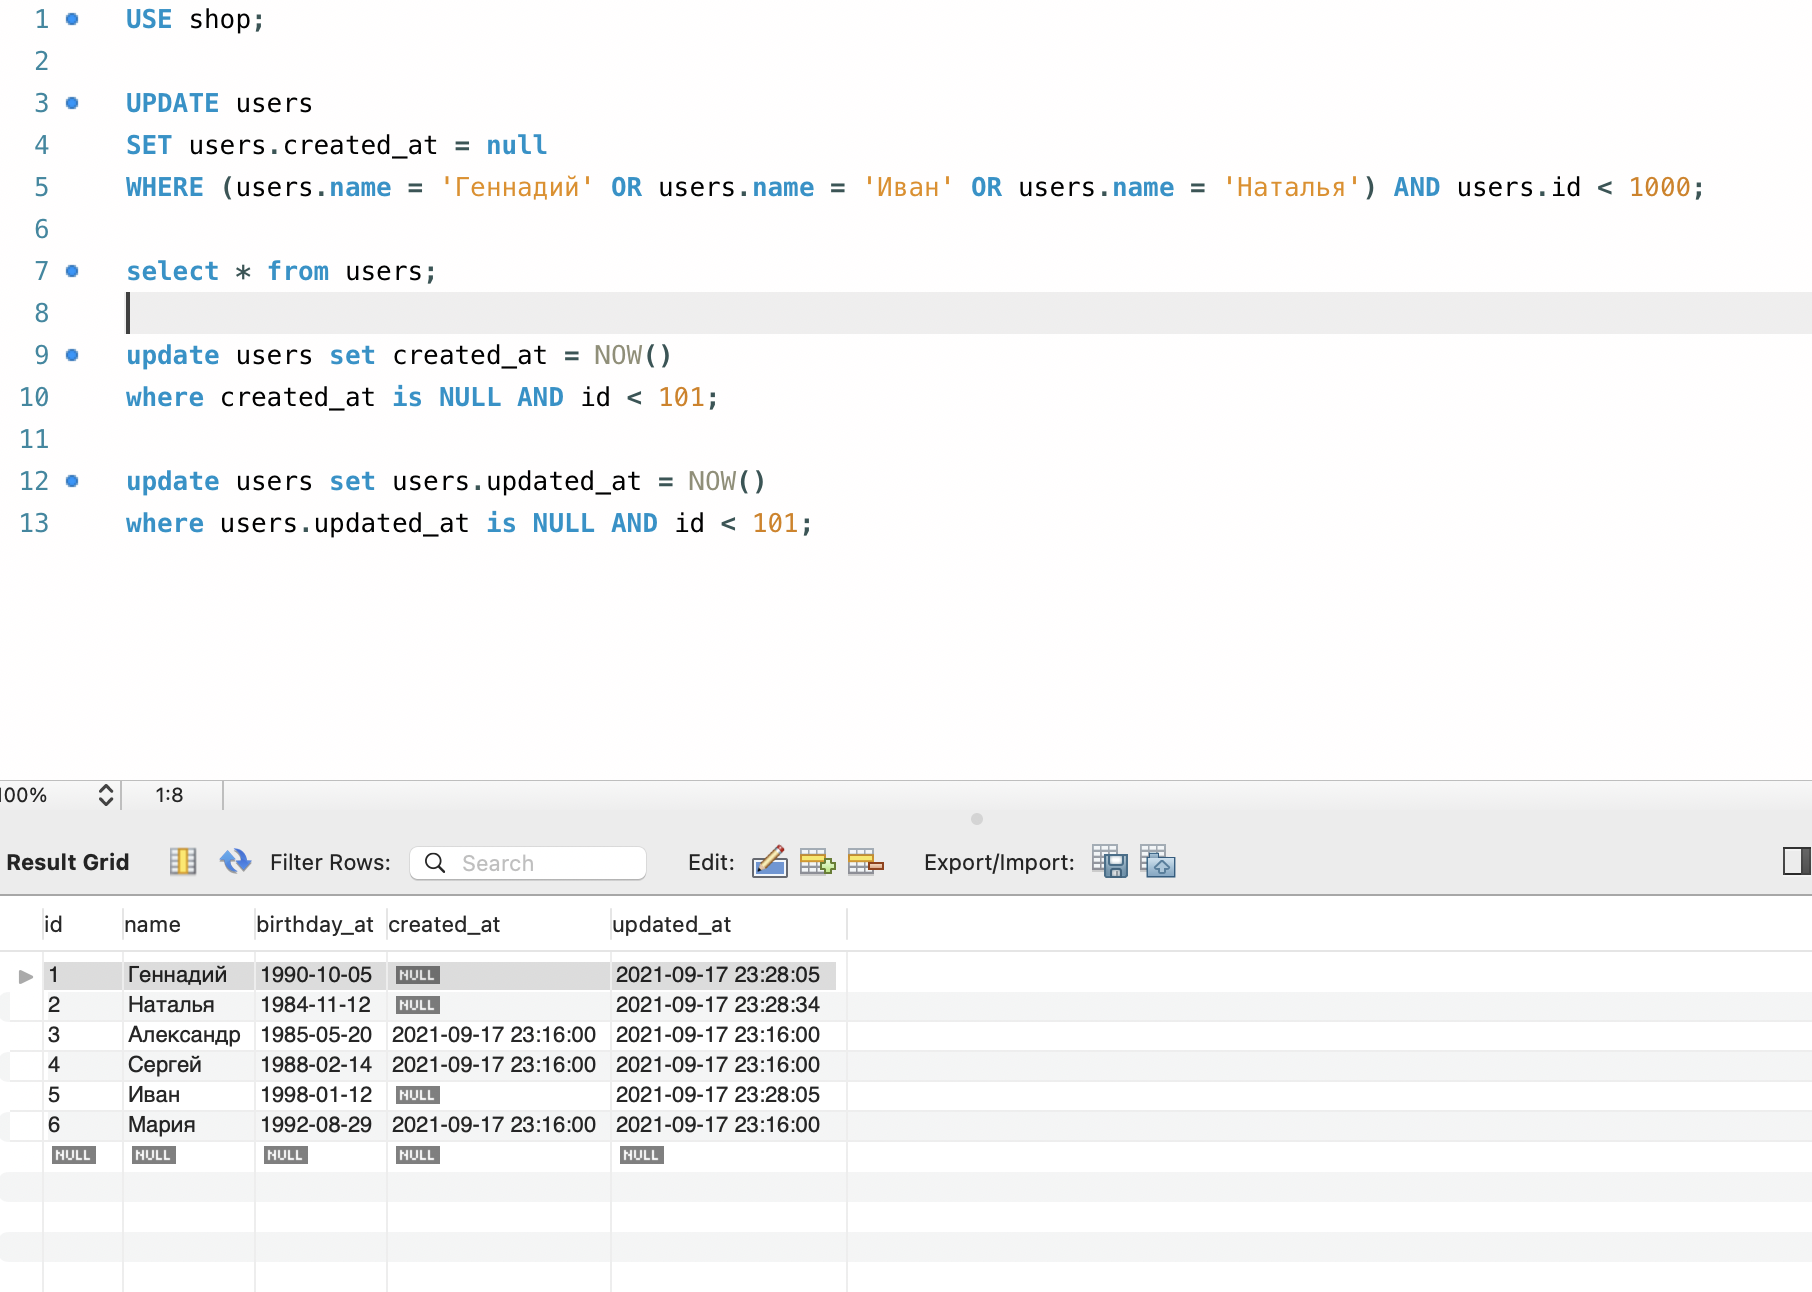 1 USE shop;
2
3 UPDATE users
4 SET users.created_at = null
5 WHERE (users.name = 'Геннадий' OR users.name = 'Иван' OR users.name = 'Наталья') AND users.id < 1000;
6
7 select * from users;
8
9 update users set created_at = NOW()
10 where created_at is NULL AND id < 101;
11
12 update users set users.updated_at = NOW()
13 where users.updated_at is NULL AND id < 101;
100% 1:8
Result Grid Filter Rows: Search Edit: Export/Import:
id name birthday_at created_at updated_at
1 Геннадий 1990-10-05 NULL 2021-09-17 23:28:05
2 Наталья 1984-11-12 NULL 2021-09-17 23:28:34
3 Александр 1985-05-20 2021-09-17 23:16:00 2021-09-17 23:16:00
4 Сергей 1988-02-14 2021-09-17 23:16:00 2021-09-17 23:16:00
5 Иван 1998-01-12 NULL 2021-09-17 23:28:05
6 Мария 1992-08-29 2021-09-17 23:16:00 2021-09-17 23:16:00
NULL NULL NULL NULL NULL